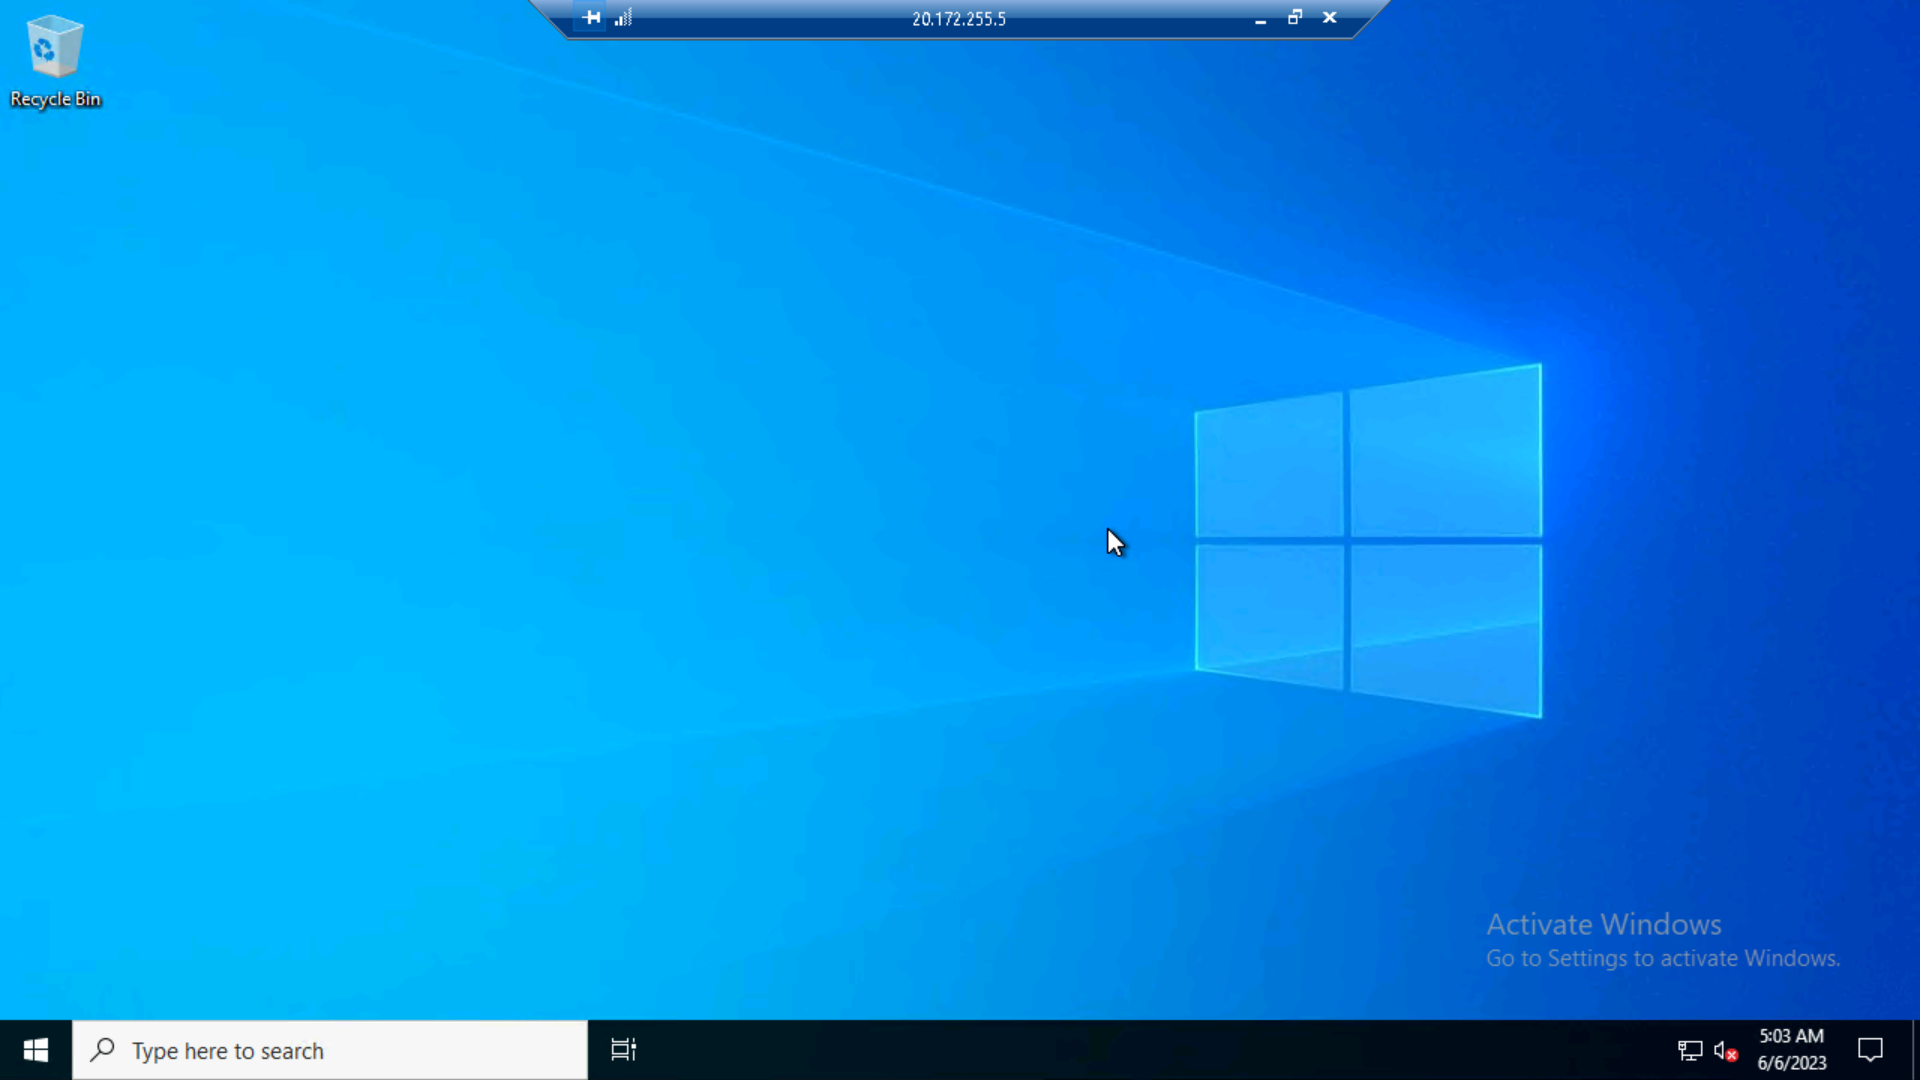 20.172.255.5
Recycle Bin
Activate Windows
Go to Settings to activate Windows.
Type here to search
5:03 AM
6/6/2023